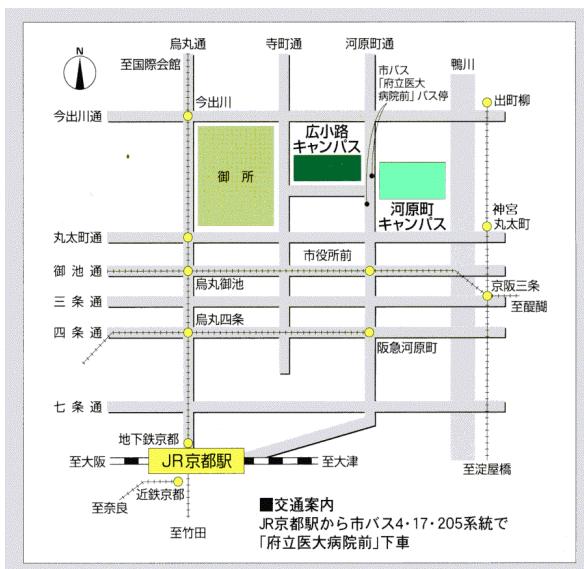 N
烏丸通
寺町通
河原町通
至国際会館
鴨川
市バス
「府立医大
病院前」バス停
今出川
出町柳
今出川通
広小路
キャンパス
御所
河原町
キャンパス
神宮
丸太町
丸太町通
市役所前
御池通
烏丸御池
京阪三条
三条通
至醍醐
烏丸四条
四条通
阪急河原町
七条通
地下鉄京都
至大阪
JR京都駅
至大津
至淀屋橋
近鉄京都
至奈良
至竹田
■交通案内
JR京都駅から市バス4・17・205系統で
「府立医大病院前」下車